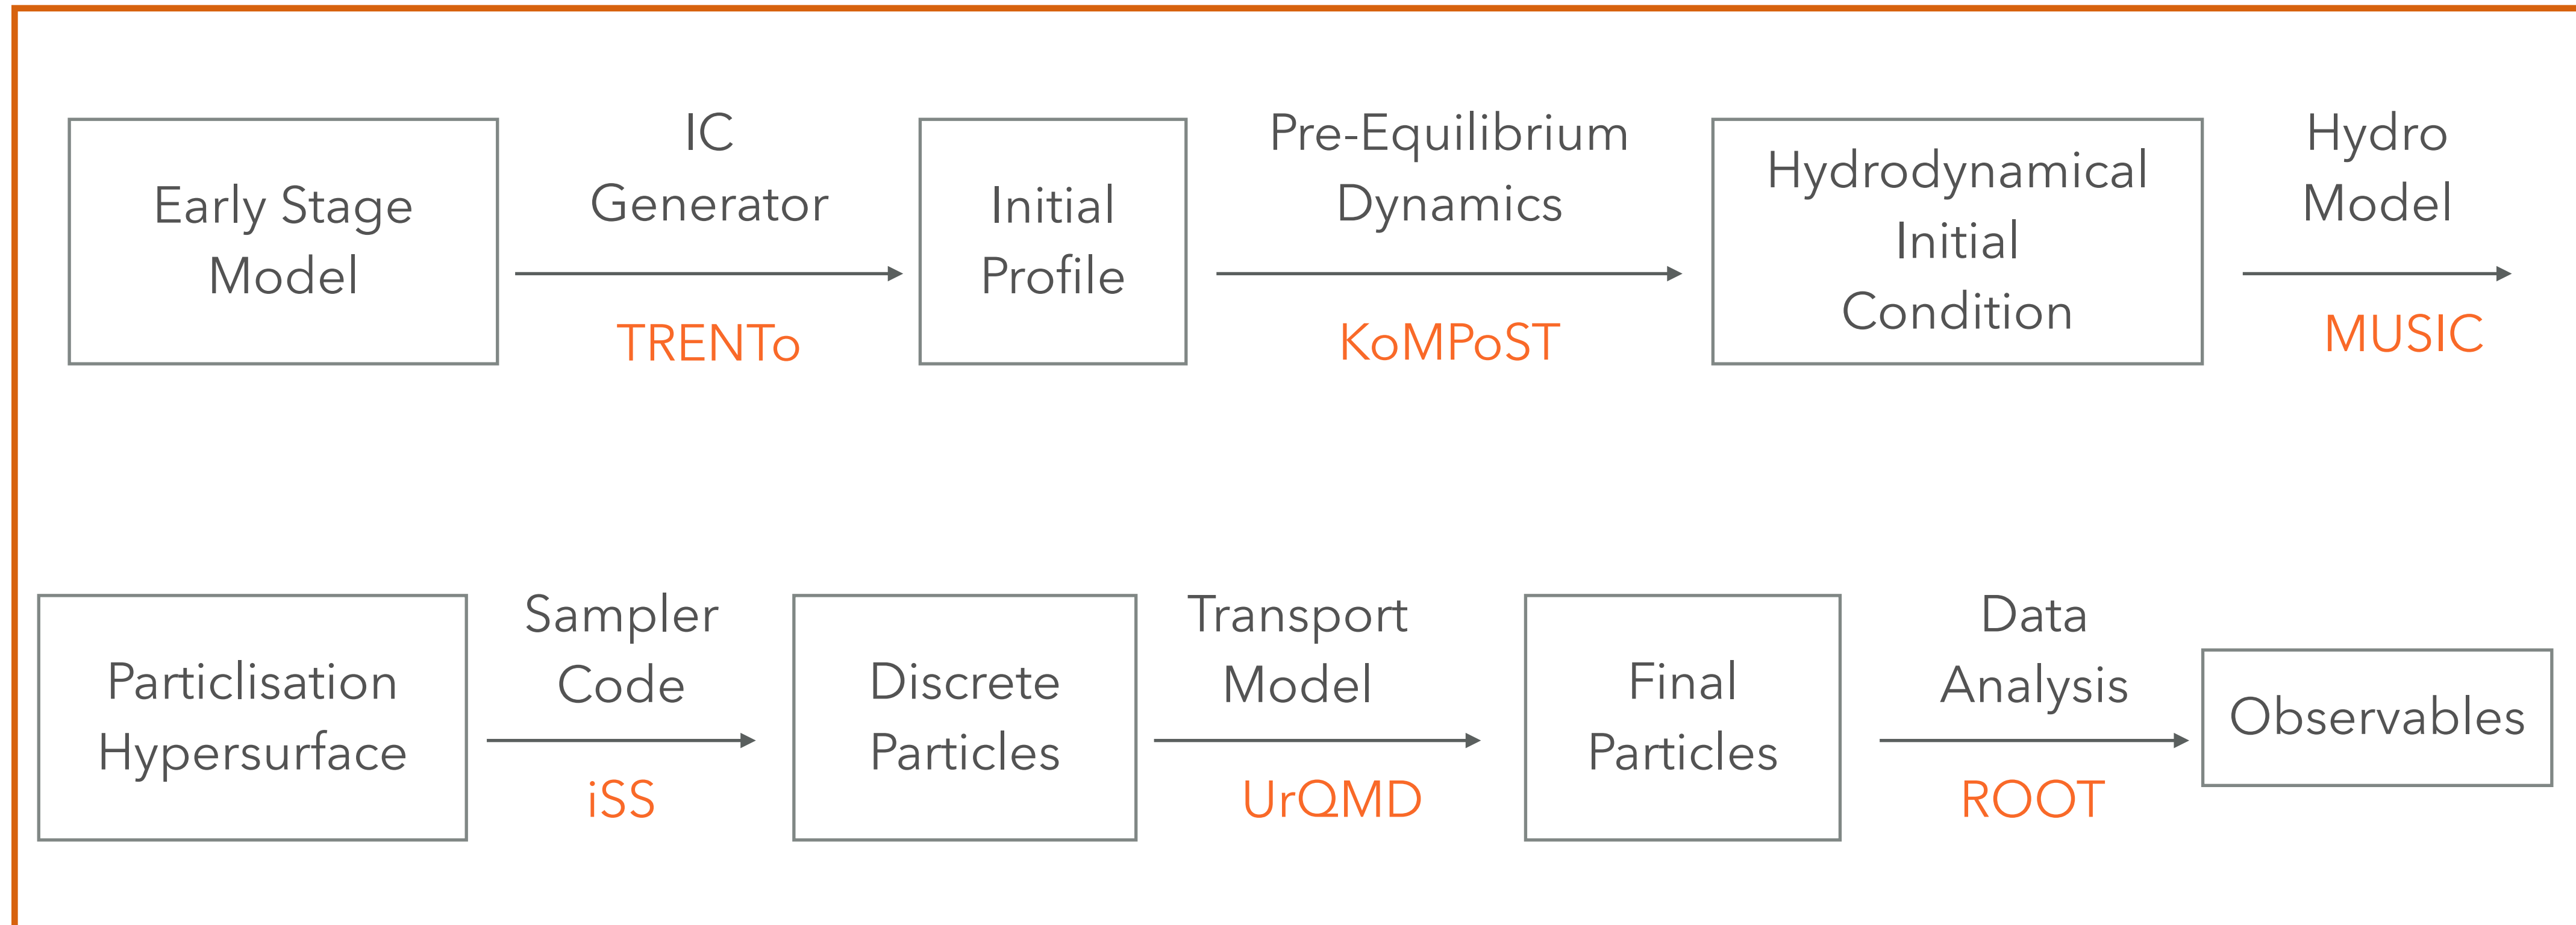 Early Stage
Model
IC
Generator
TRENTo
Initial
Profile
Pre-Equilibrium
Dynamics
KoMPoST
Hydrodynamical
Initial
Condition
Hydro
Model
MUSIC
Particlisation
Hypersurface
Sampler
Code
iSS
Discrete
Particles
Transport
Model
UrQMD
Final
Particles
Data
Analysis
ROOT
Observables